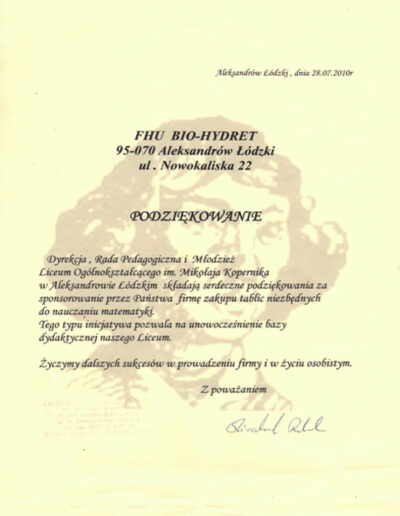 Aleksandrów Łódzki , dnia 28.07.2010r
FHU BIO-HYDRET
95-070 Aleksandrów Łódzki
ul . Nowokaliska 22
PODZIĘKOWANIE
Dyrekcja , Rada Pedagogiczna i Młodzież
Liceum Ogólnokształcącego im. Mikołaja Kopernika
w Aleksandrowie Łódzkim składają serdeczne podziękowania za
sponsorowanie przez Państwa firmę zakupu tablic niezbędnych
do nauczaniu matematyki.
Tego typu inicjatywa pozwala na unowocześnienie bazy
dydaktycznej naszego Liceum.
Życzymy dalszych sukcesów w prowadzeniu firmy i w życiu osobistym.
Z poważaniem